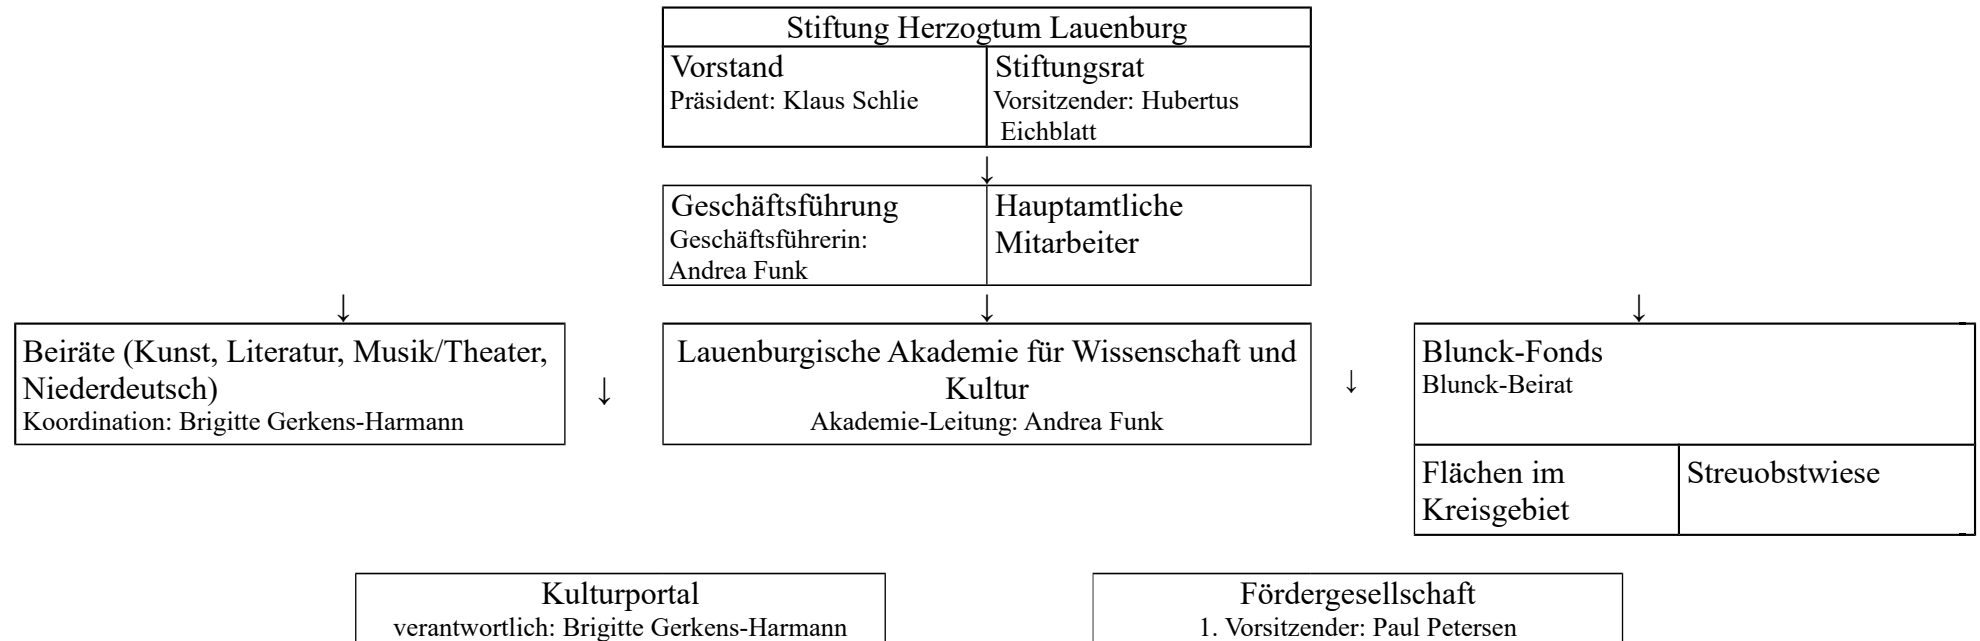 Stiftung Herzogtum Lauenburg
Vorstand
Präsident: Klaus Schlie
Stiftungsrat
Vorsitzender: Hubertus
Eichblatt
↓
Geschäftsführung
Geschäftsführerin:
Andrea Funk
Hauptamtliche
Mitarbeiter
↓ ↓ ↓
Beiräte (Kunst, Literatur, Musik/Theater,
Niederdeutsch)
Koordination: Brigitte Gerkens-Harmann
↓
Lauenburgische Akademie für Wissenschaft und
Kultur
Akademie-Leitung: Andrea Funk
↓
Blunck-Fonds
Blunck-Beirat
Flächen im
Kreisgebiet
Streuobstwiese
Kulturportal
verantwortlich: Brigitte Gerkens-Harmann
Fördergesellschaft
1. Vorsitzender: Paul Petersen